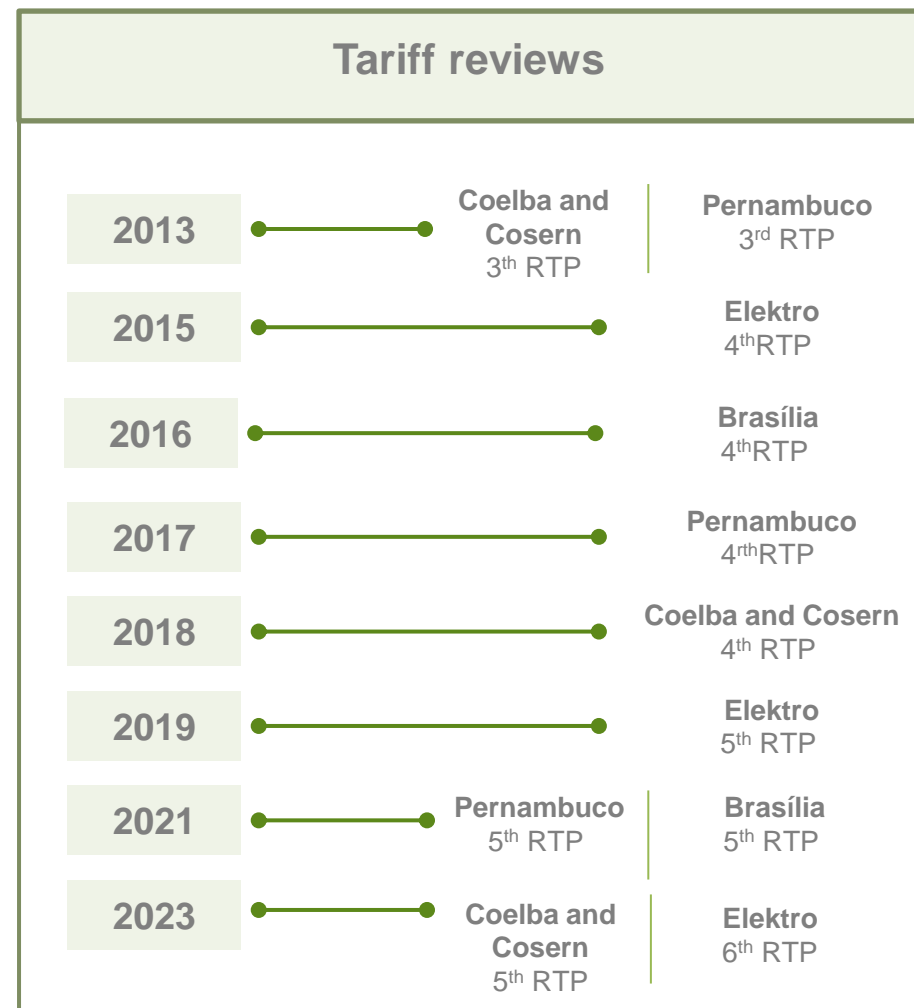 Tariff reviews
2013
Coelba and
Cosern
3th RTP
Pernambuco
3rd RTP
2015
Elektro
4thRTP
2016
Brasília
4thRTP
2017
Pernambuco
4rthRTP
2018
Coelba and Cosern
4th RTP
2019
Elektro
5th RTP
2021
Pernambuco
5th RTP
Brasília
5th RTP
2023
Coelba and
Cosern
5th RTP
Elektro
6th RTP